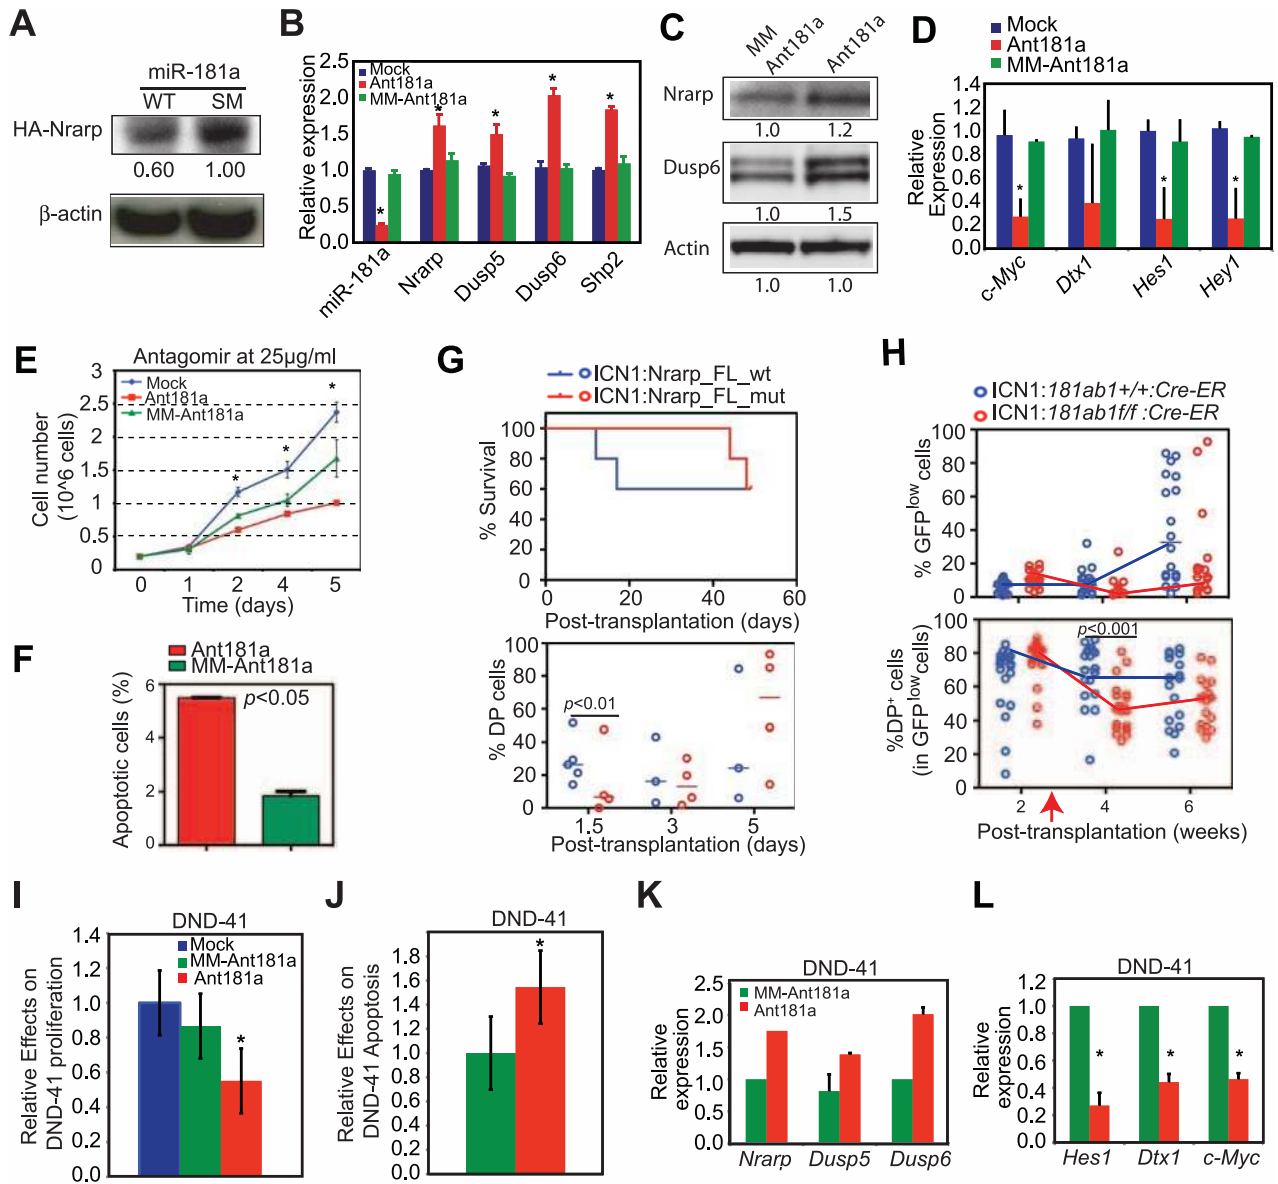 A
miR-181a
WT SM
HA-Nrarp
0.60 1.00
β-actin
B
Relative expression
2.5
2.0
1.5
1.0
0.5
0.0
Mock
Ant181a
MM-Ant181a
* * * * *
miR-181a Nrarp Dusp5 Dusp6 Shp2
C
MM
Ant181a Ant181a
Nrarp
1.0 1.2
Dusp6
1.0 1.5
Actin
1.0 1.0
D
Mock
Ant181a
MM-Ant181a
Relative
Expression
1.4
1.2
1.0
0.8
0.6
0.4
0.2
0.0
* * *
c-Myc Dtx1 Hes1 Hey1
E
Antagomir at 25µg/ml
Cell number
(10^6 cells)
3
2.5
2
1.5
1
0.5
0
Mock
Ant181a
MM-Ant181a
* * *
0 1 2 4 5
Time (days)
F
Ant181a
MM-Ant181a
Apoptotic cells (%)
6
4
2
0
p<0.05
G
ICN1:Nrarp_FL_wt
ICN1:Nrarp_FL_mut
% Survival
100
80
60
40
20
0
0 20 40 60
Post-transplantation (days)
% DP cells
100
80
60
40
20
0
p<0.01
1.5 3 5
Post-transplantation (days)
H
ICN1:181ab1+/+:Cre-ER
ICN1:181ab1f/f :Cre-ER
% GFPlow cells
100
80
60
40
20
0
%DP+ cells
(in GFPlow cells)
100
80
60
40
20
0
p<0.001
2 4 6
Post-transplantation (weeks)
I
DND-41
Relative Effects on
DND-41 proliferation
1.4
1.2
1.0
0.8
0.6
0.4
0.2
0.0
Mock
MM-Ant181a
Ant181a
*
J
DND-41
Relative Effects on
DND-41 Apoptosis
1.8
1.6
1.4
1.2
1.0
0.8
0.6
0.4
0.2
0.0
*
K
DND-41
Relative
expression
2.5
2.0
1.5
1.0
0.5
0.0
MM-Ant181a
Ant181a
Nrarp Dusp5 Dusp6
L
DND-41
Relative
expression
1.2
1.0
0.8
0.6
0.4
0.2
0.0
* * *
Hes1 Dtx1 c-Myc